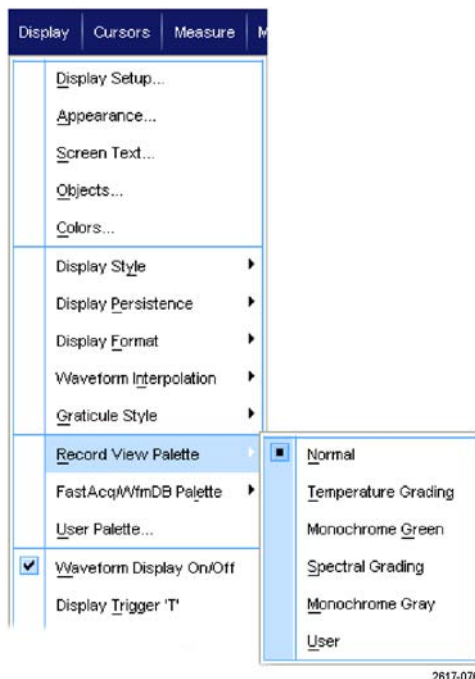 Display Cursors Measure
Display Setup...
Appearance...
Screen Text...
Objects...
Colors...
Display Style
Display Persistence
Display Format
Waveform Interpolation
Graticule Style
Record View Palette
FastAcq/WfmDB Palette
User Palette...
Waveform Display On/Off
Display Trigger 'T'
Normal
Temperature Grading
Monochrome Green
Spectral Grading
Monochrome Gray
User